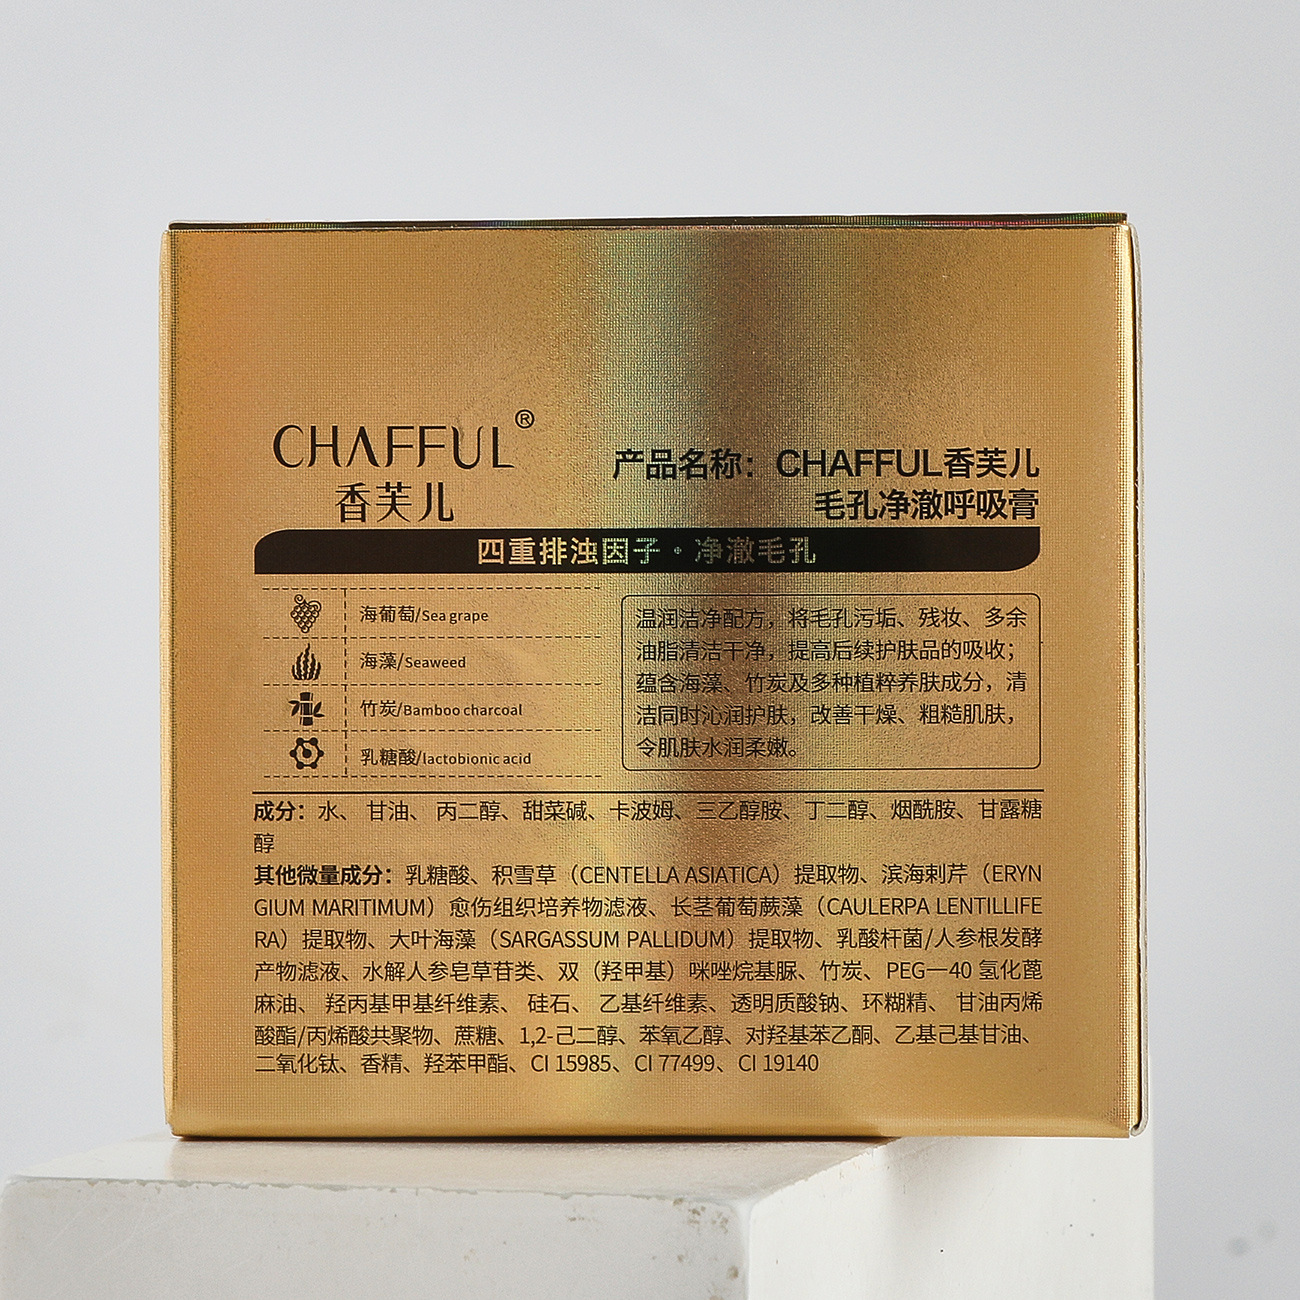 CHAFFUL®
香芙儿
产品名称：CHAFFUL香芙儿
毛孔净澈呼吸膏
四重排浊因子·净澈毛孔
海葡萄/Sea grape
海藻/Seaweed
竹炭/Bamboo charcoal
乳糖酸/lactobionic acid
温润洁净配方，将毛孔污垢、残妆、多余
油脂清洁干净，提高后续护肤品的吸收；
蕴含海藻、竹炭及多种植粹养肤成分，清
洁同时沁润护肤，改善干燥、粗糙肌肤，
令肌肤水润柔嫩。
成分：水、 甘油、 丙二醇、甜菜碱、卡波姆、三乙醇胺、丁二醇、烟酰胺、甘露糖
醇
其他微量成分：乳糖酸、积雪草（CENTELLA ASIATICA）提取物、滨海刺芹（ERYN
GIUM MARITIMUM）愈伤组织培养物滤液、长茎葡萄蕨藻（CAULERPA LENTILLIFE
RA）提取物、大叶海藻（SARGASSUM PALLIDUM）提取物、乳酸杆菌/人参根发酵
产物滤液、水解人参皂草苷类、双（羟甲基）咪唑烷基脲、竹炭、PEG—40 氢化蓖
麻油、 羟丙基甲基纤维素、 硅石、 乙基纤维素、透明质酸钠、环糊精、 甘油丙烯
酸酯/丙烯酸共聚物、蔗糖、1,2-己二醇、苯氧乙醇、对羟基苯乙酮、乙基己基甘油、
二氧化钛、香精、羟苯甲酯、CI 15985、CI 77499、CI 19140